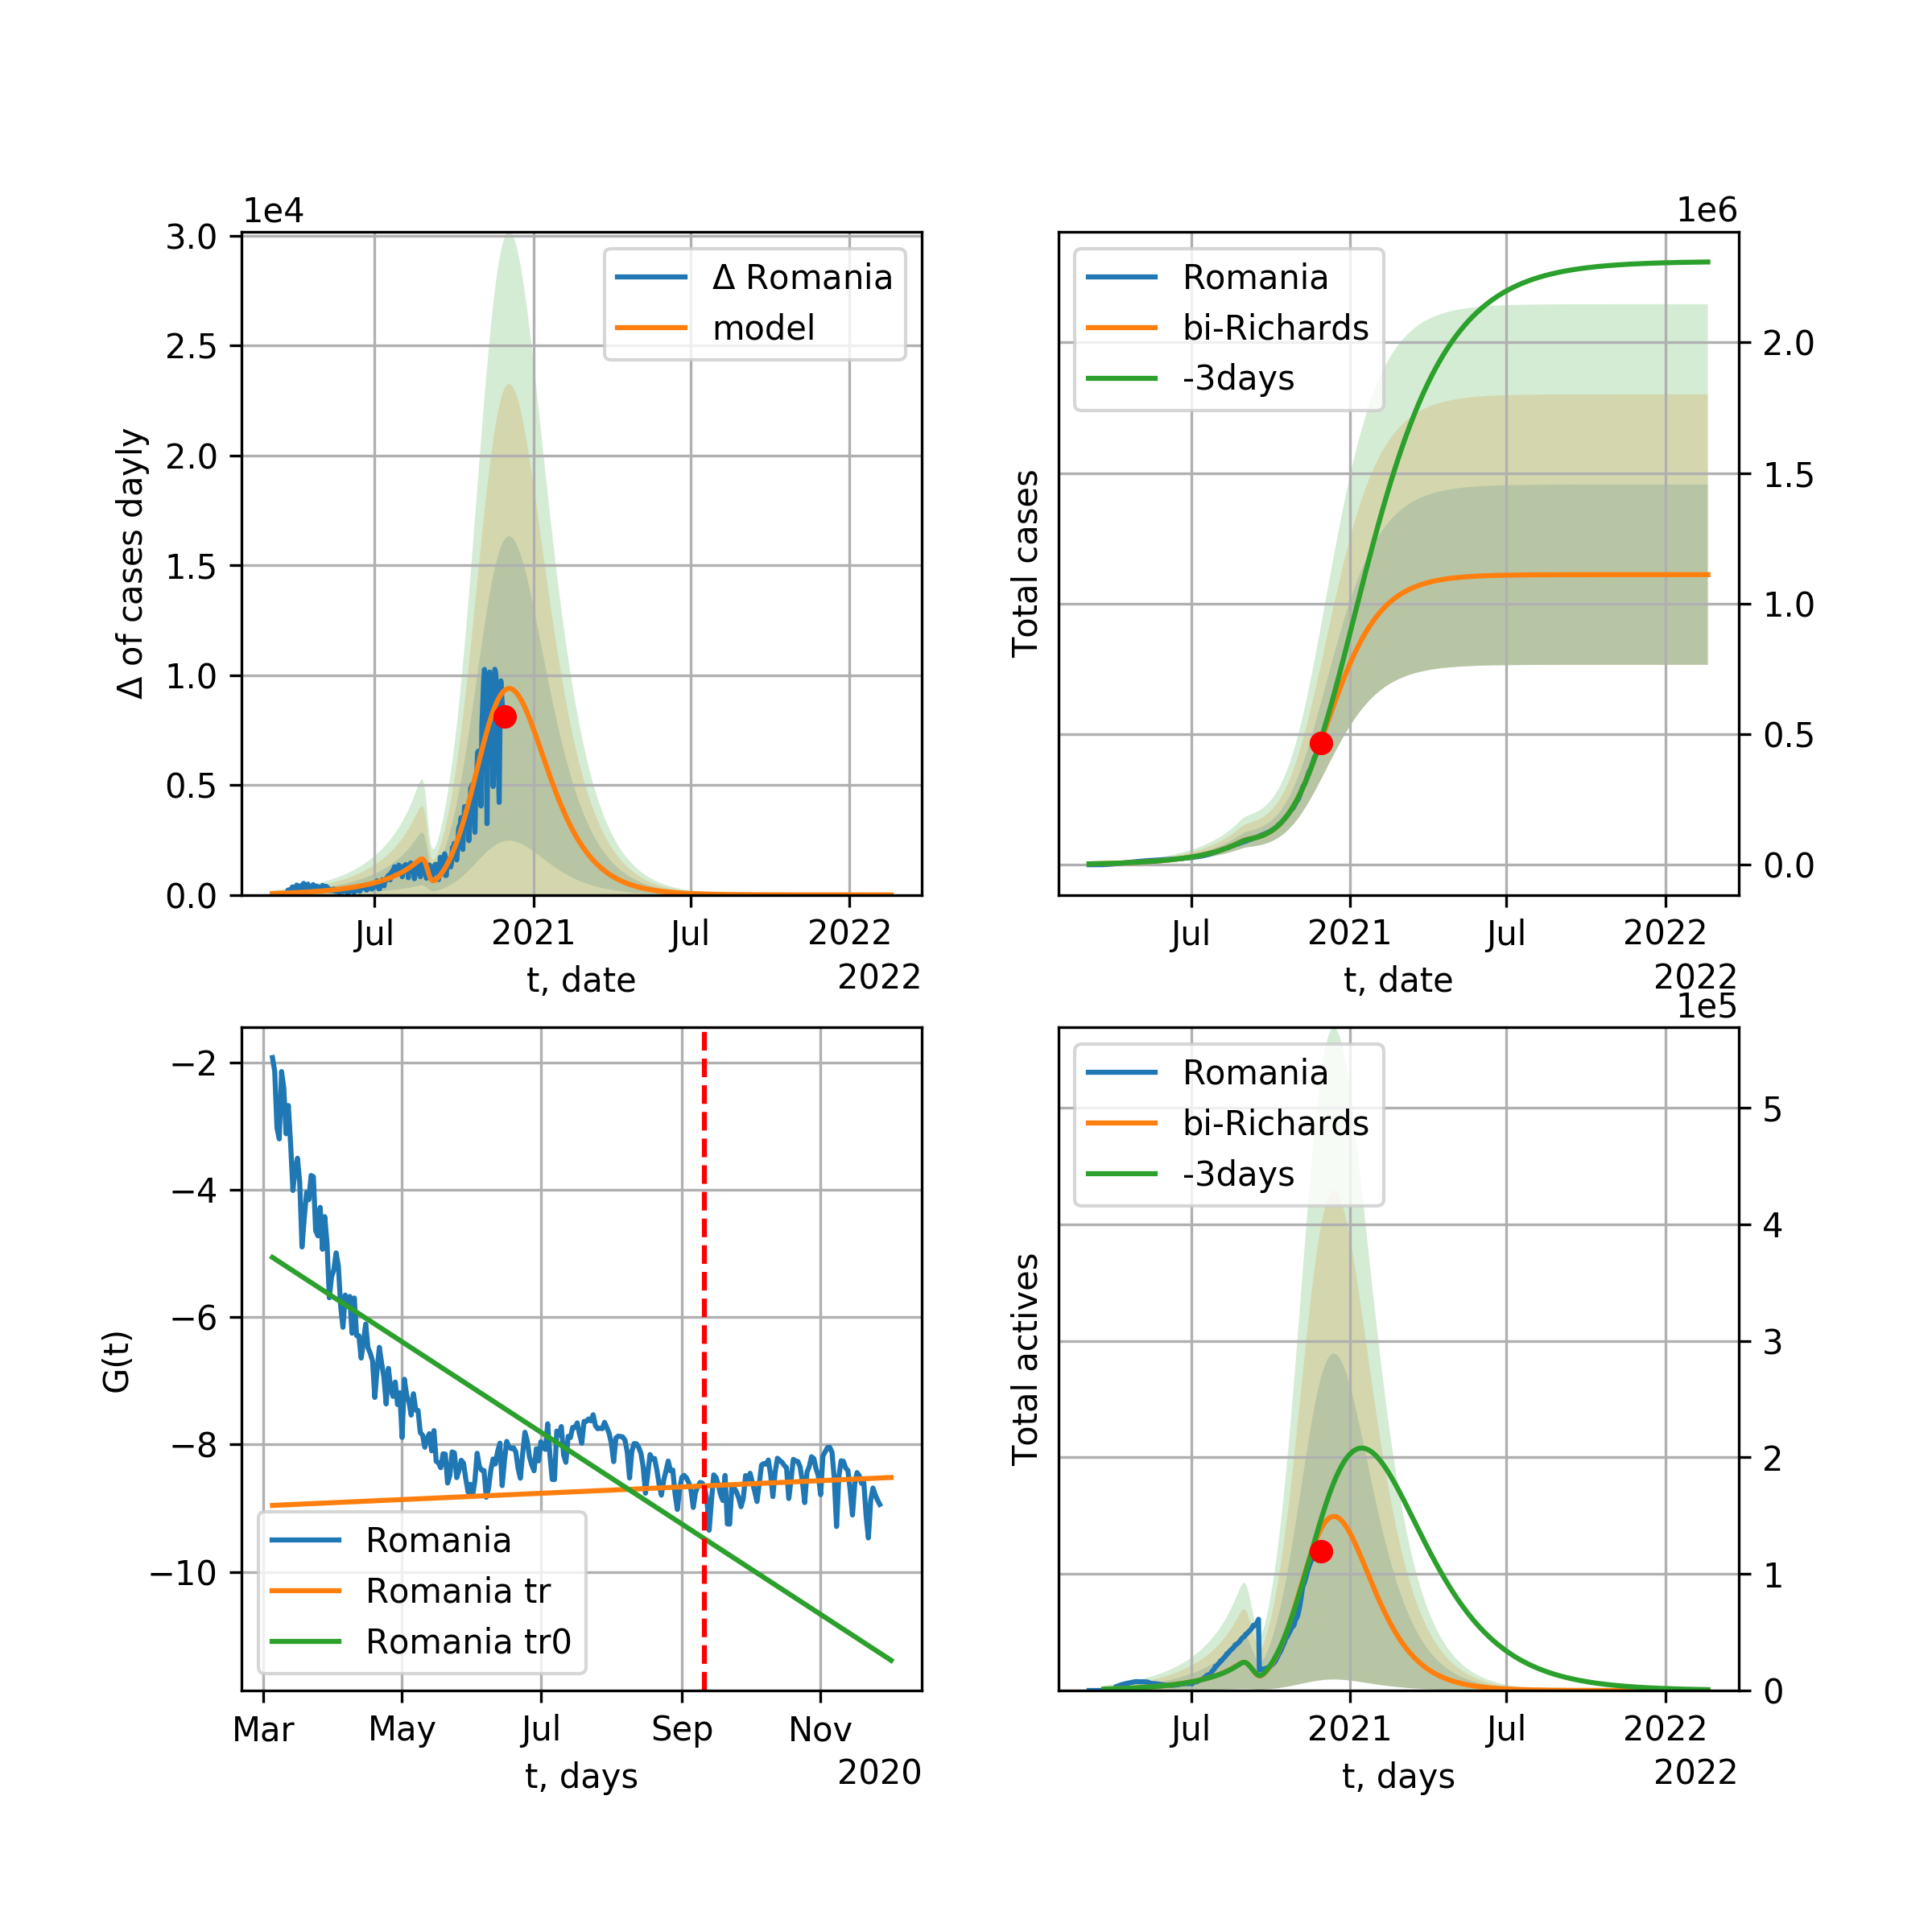 1e4
3.0
2.5
2.0
1.5
1.0
0.5
0.0
Δ of cases dayly
Δ Romania
model
Jul
2021
Jul
2022
t, date
2022
1e6
Romania
bi-Richards
-3days
Total cases
2.0
1.5
1.0
0.5
0.0
Jul
2021
Jul
2022
t, date
2022
−2
−4
−6
−8
−10
G(t)
Romania
Romania tr
Romania tr0
Mar
May
Jul
Sep
Nov
t, days
2020
1e5
Romania
bi-Richards
-3days
Total actives
5
4
3
2
1
0
Jul
2021
Jul
2022
t, days
2022